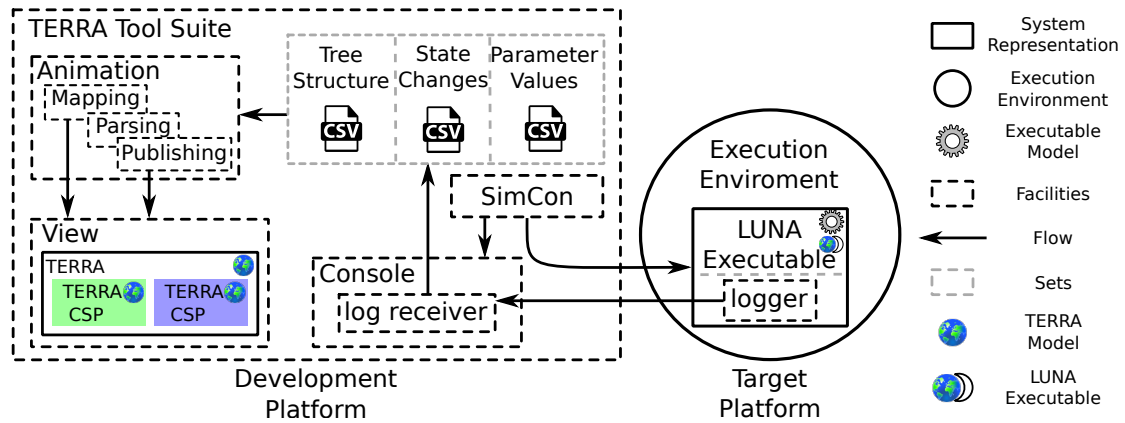 TERRA Tool Suite
Animation
Mapping
Parsing
Publishing
Tree
Structure
State
Changes
Parameter
Values
CSV
CSV
CSV
SimCon
View
TERRA
TERRA
CSP
TERRA
CSP
Console
log receiver
Development
Platform
Execution
Enviroment
LUNA
Executable
logger
Target
Platform
System
Representation
Execution
Environment
Executable
Model
Facilities
Flow
Sets
TERRA
Model
LUNA
Executable